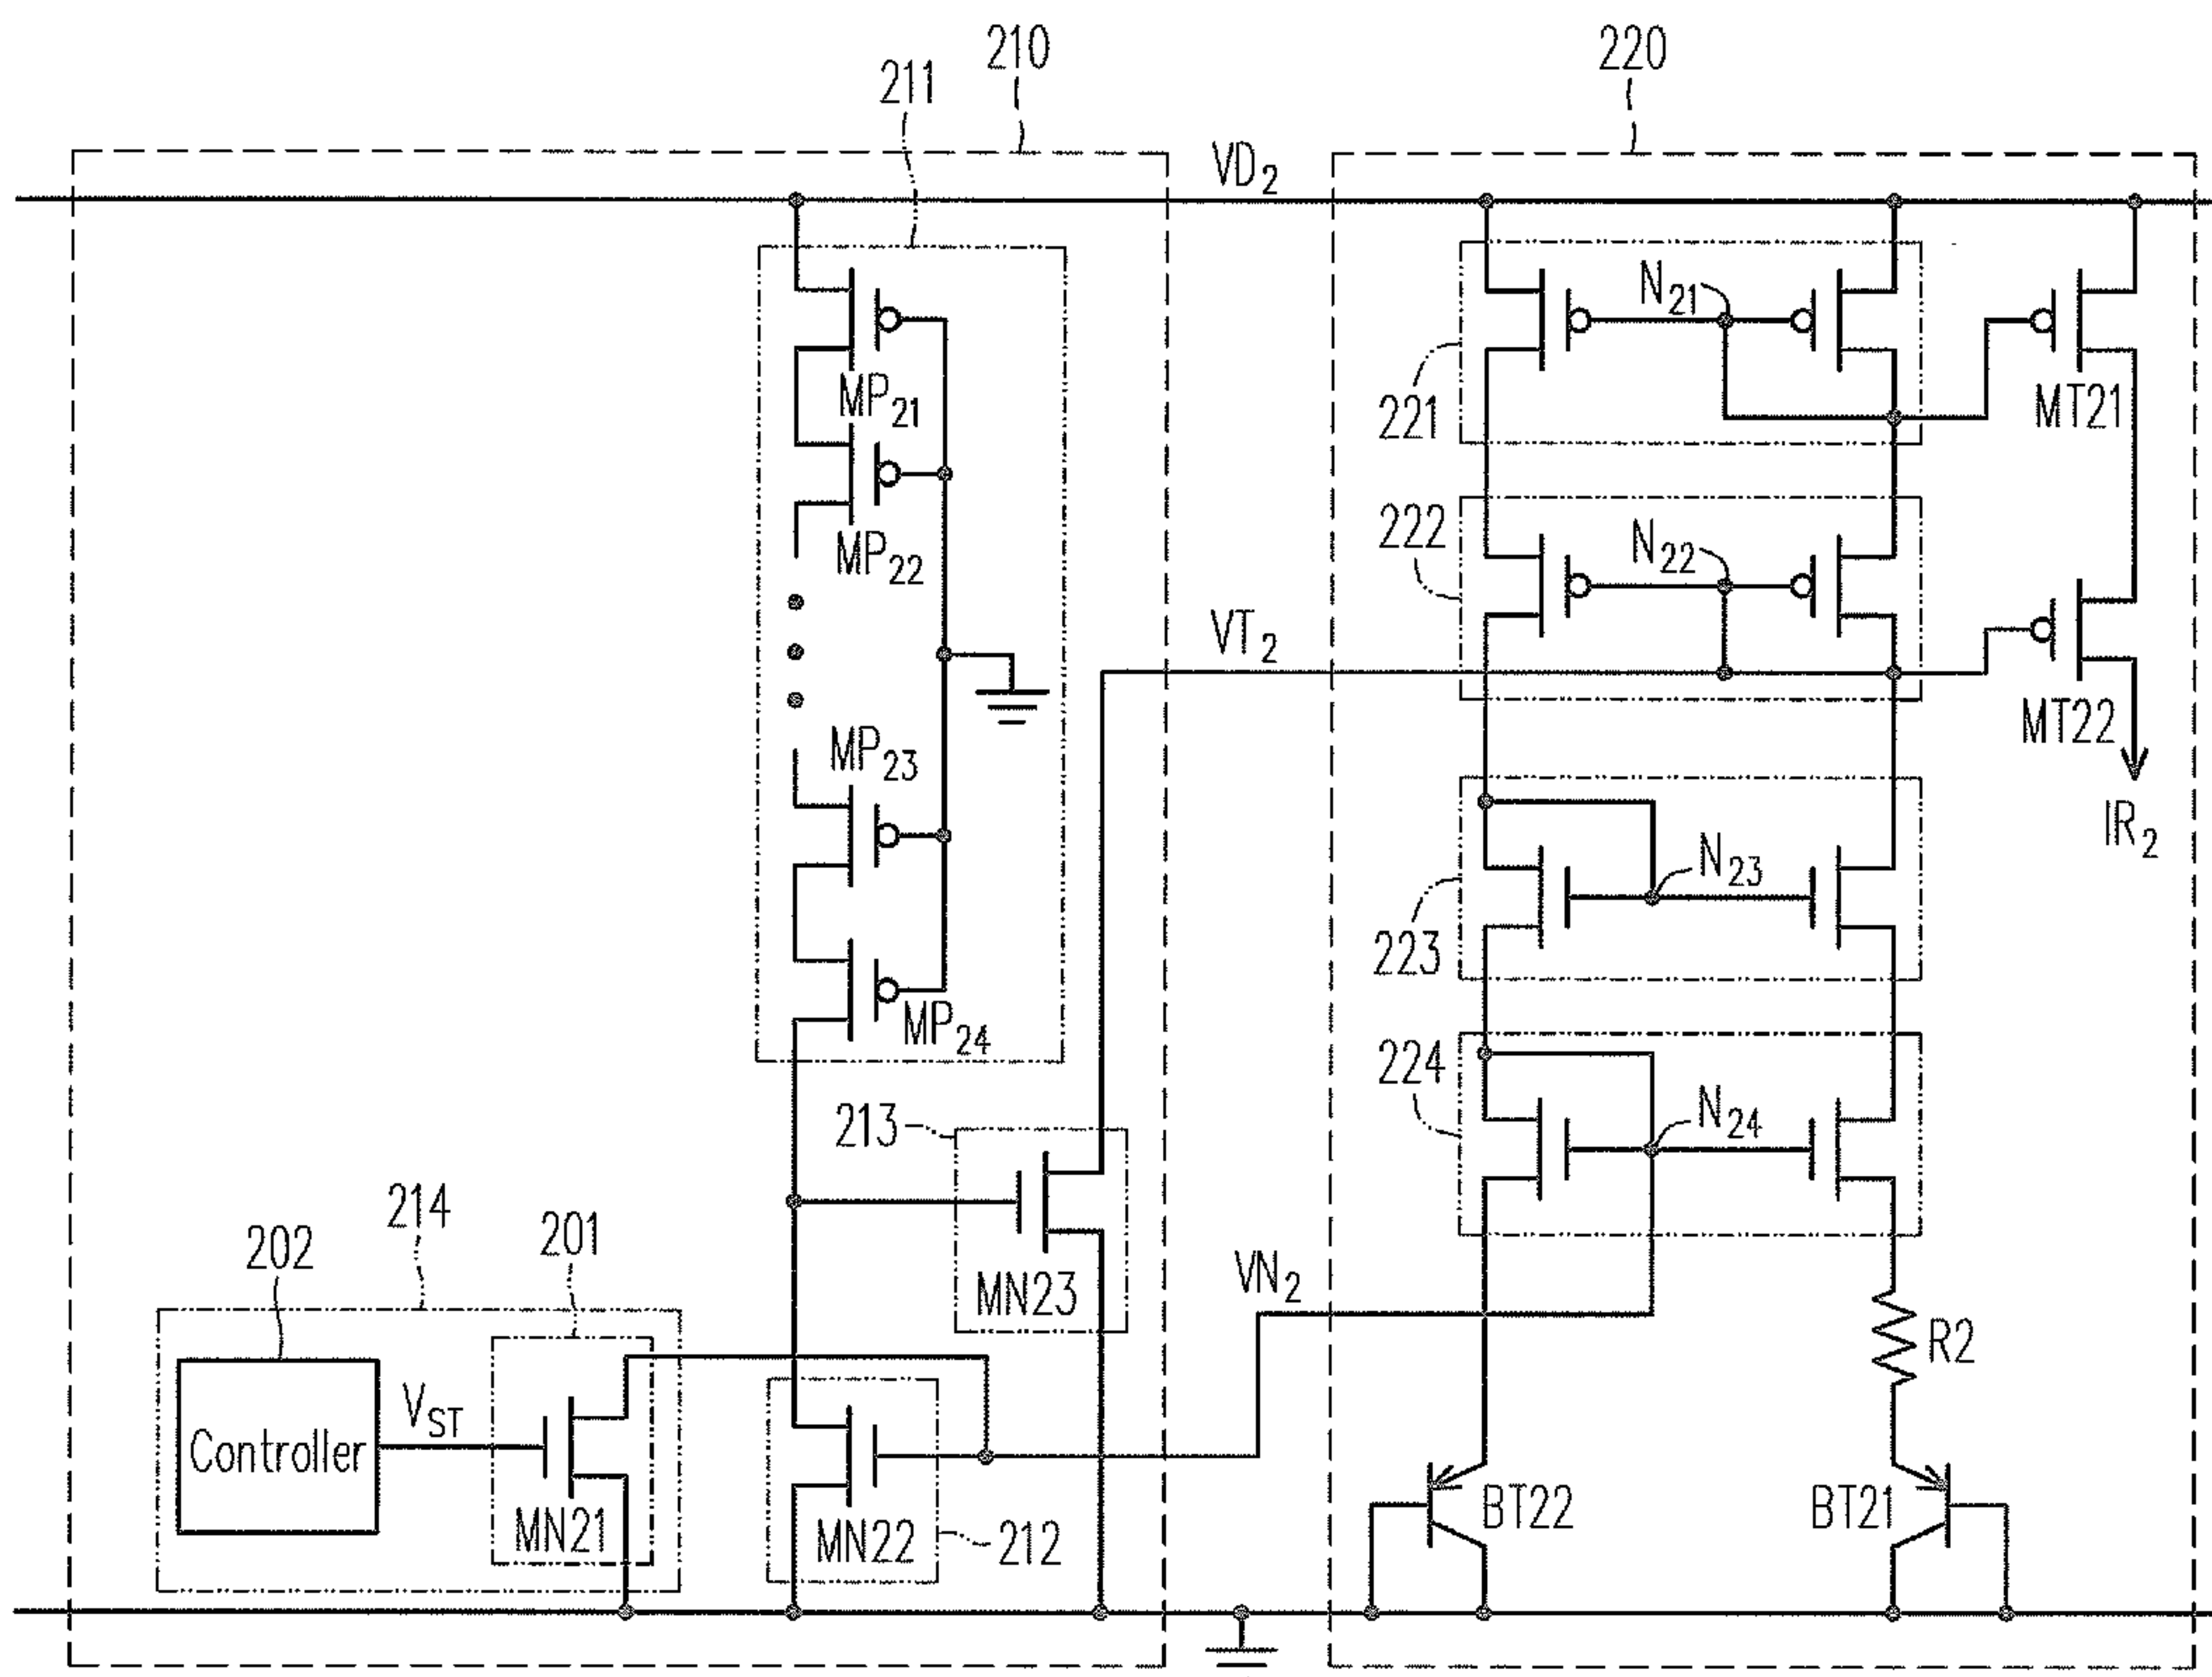 210
220
211
VD2
N21
MP21
221
MT21
MP22
222
N22
VT2
MP23
MT22
IR2
N23
223
MP24
224
213
N24
214
201
202
VN2
MN23
R2
VST
Controller
MN21
MN22
212
BT22
BT21